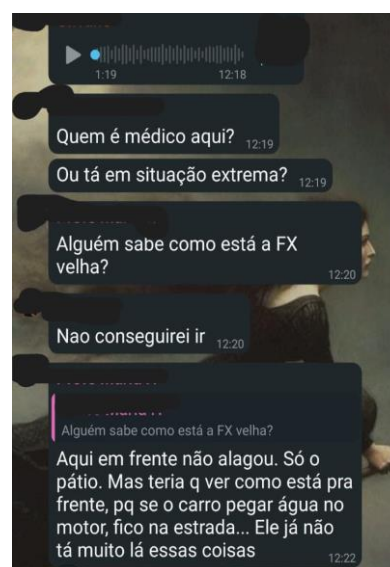 1:19 12:18
Quem é médico aqui? 12:19
Ou tá em situação extrema? 12:19
Alguém sabe como está a FX
velha? 12:20
Nao conseguirei ir 12:20
Alguém sabe como está a FX velha?
Aqui em frente não alagou. Só o
pátio. Mas teria q ver como está pra
frente, pq se o carro pegar água no
motor, fico na estrada... Ele já não
tá muito lá essas coisas 12:22